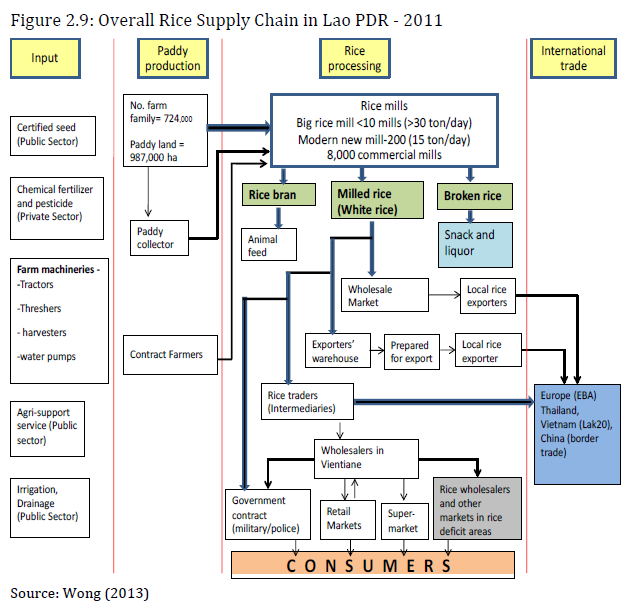 Figure 2.9: Overall Rice Supply Chain in Lao PDR - 2011
Input
Paddy
production
Rice
processing
International
trade
Certified seed
(Public Sector)
Chemical fertilizer
and pesticide
(Private Sector)
Farm machineries -
-Tractors
-Threshers
- harvesters
-water pumps
Agri-support
service (Public
sector)
Irrigation,
Drainage
(Public Sector)
No. farm
family= 724,000
Paddy land =
987,000 ha
Paddy
collector
Contract Farmers
Rice mills
Big rice mill <10 mills (>30 ton/day)
Modern new mill-200 (15 ton/day)
8,000 commercial mills
Rice bran
Milled rice
(White rice)
Broken rice
Animal
feed
Snack and
liquor
Wholesale
Market
Local rice
exporters
Exporters'
warehouse
Prepared
for export
Local rice
exporter
Rice traders
(Intermediaries)
Europe (EBA)
Thailand,
Vietnam (Lak20),
China (border
trade)
Wholesalers in
Vientiane
Government
contract
(military/police)
Retail
Markets
Super-
market
Rice wholesalers
and other
markets in rice
deficit areas
CONSUMERS
Source: Wong (2013)